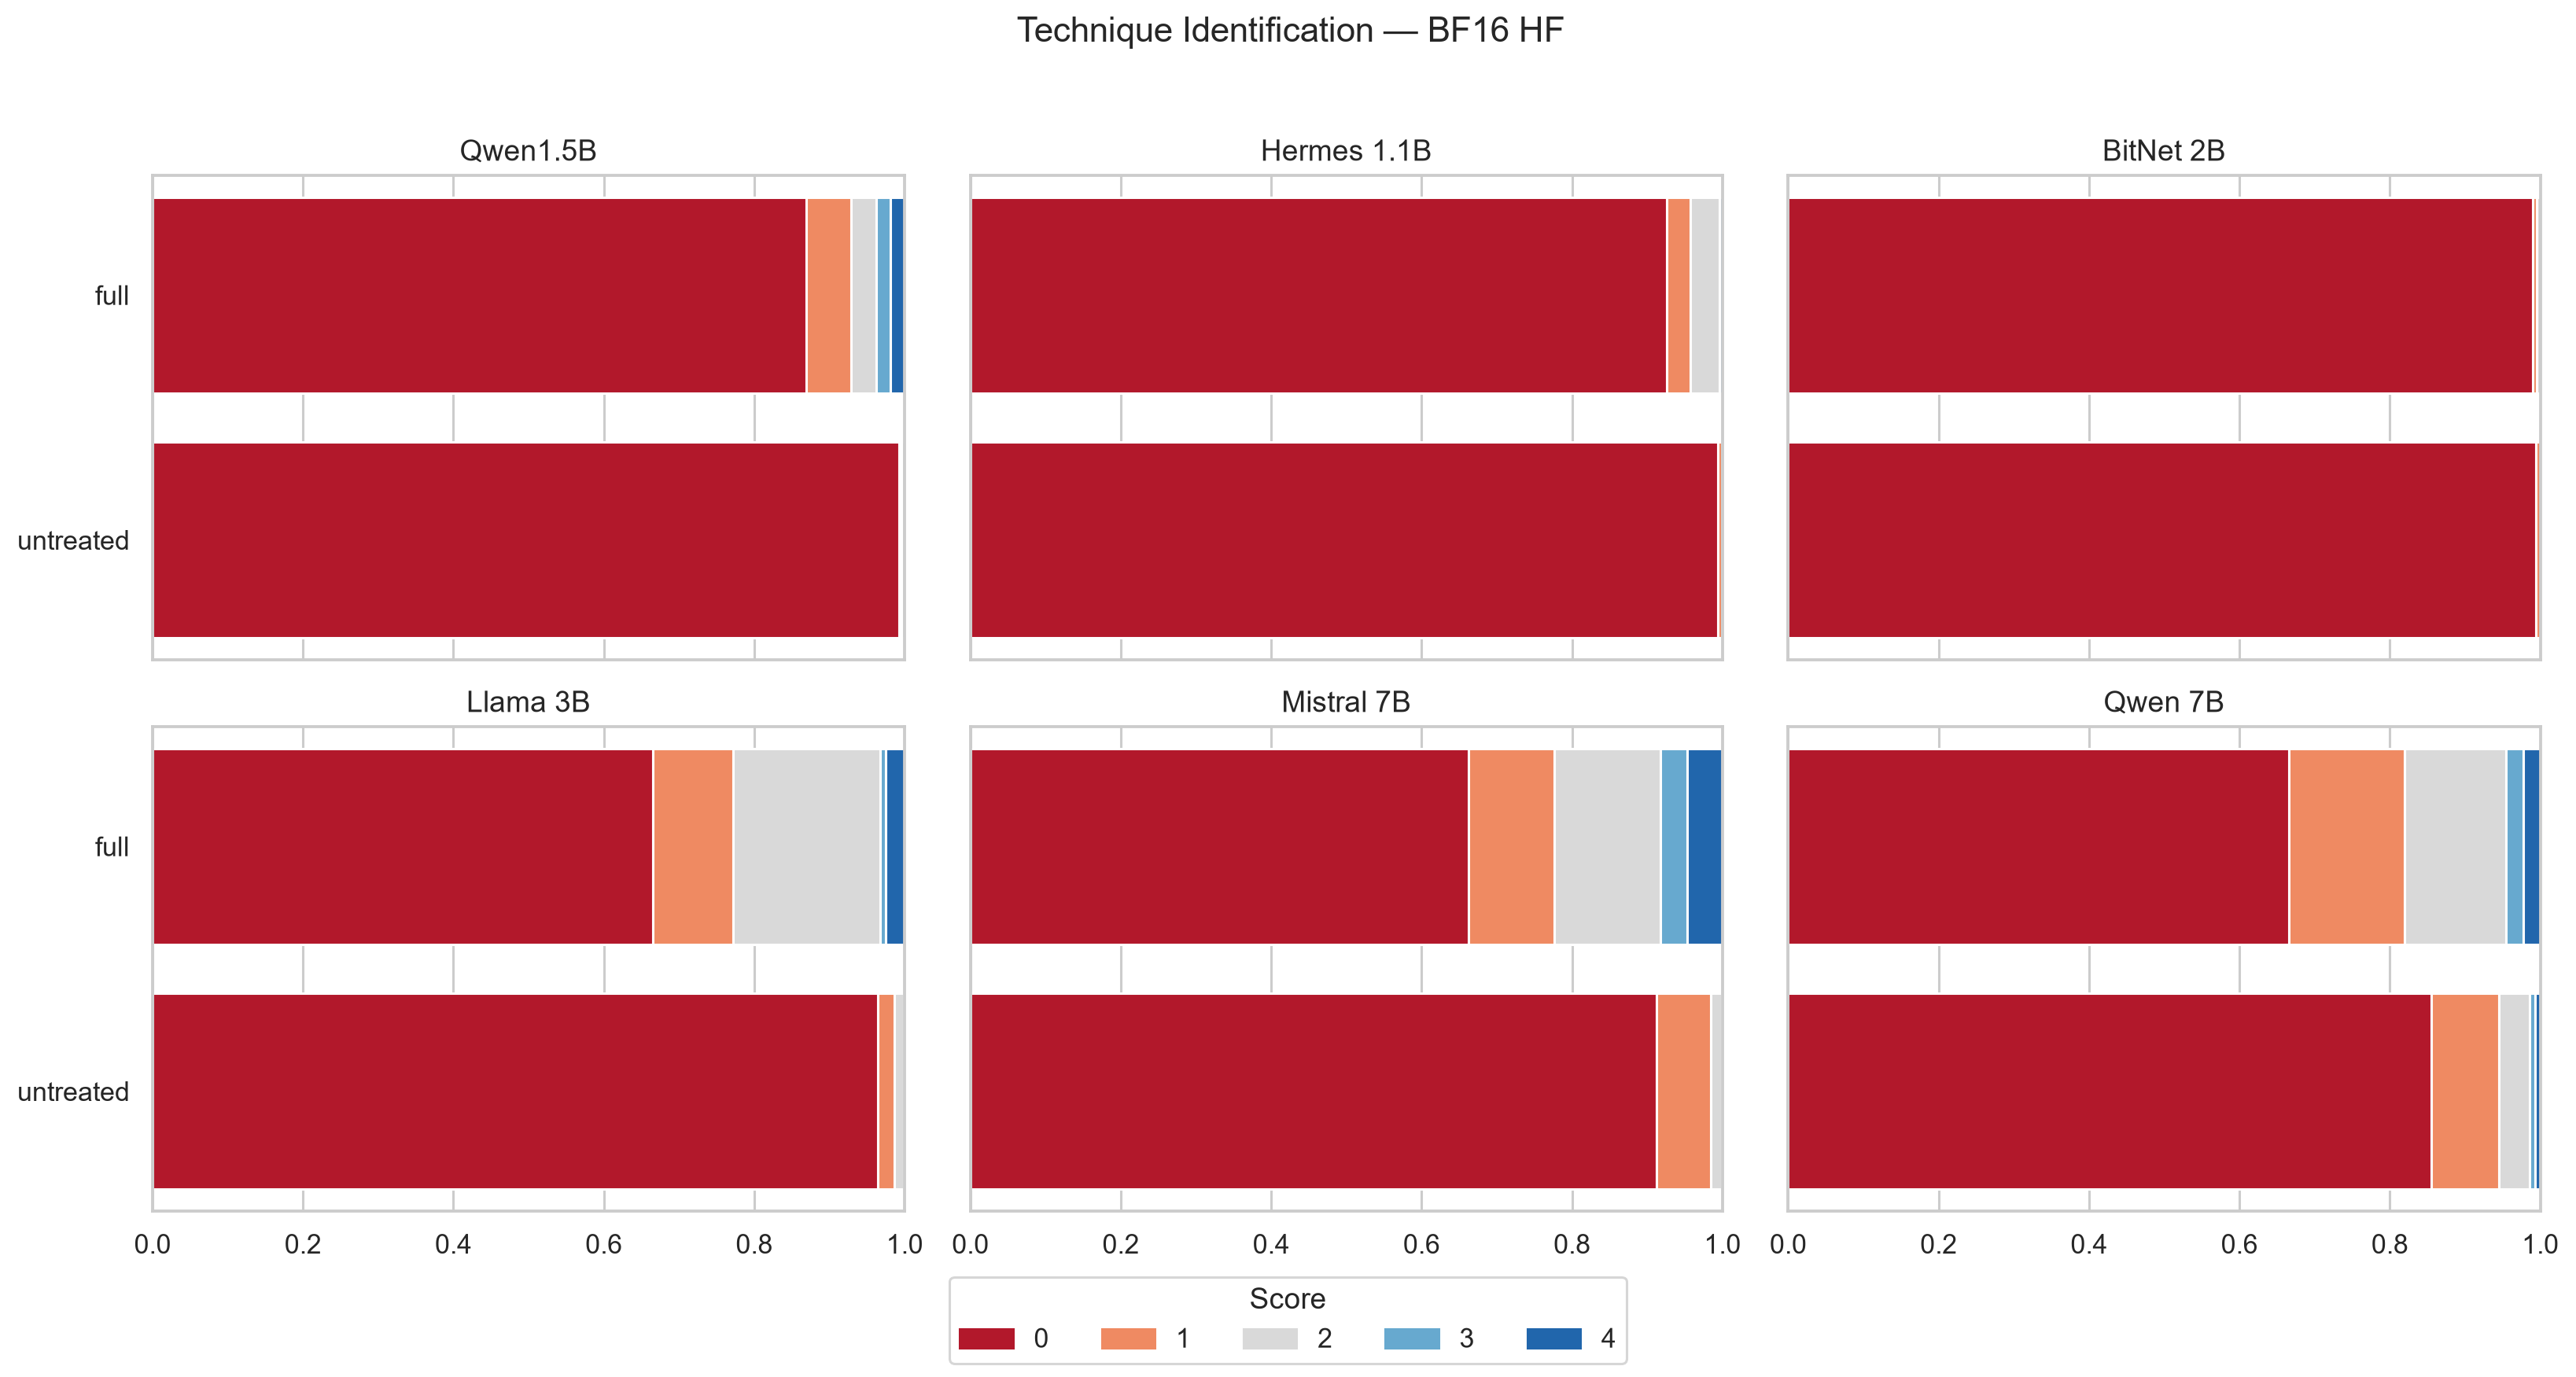 Technique Identification — BF16 HF
Qwen1.5B
Hermes 1.1B
BitNet 2B
full
untreated
Llama 3B
Mistral 7B
Qwen 7B
full
untreated
0.0 0.2 0.4 0.6 0.8 1.0
0.0 0.2 0.4 0.6 0.8 1.0
0.0 0.2 0.4 0.6 0.8 1.0
Score
0 1 2 3 4